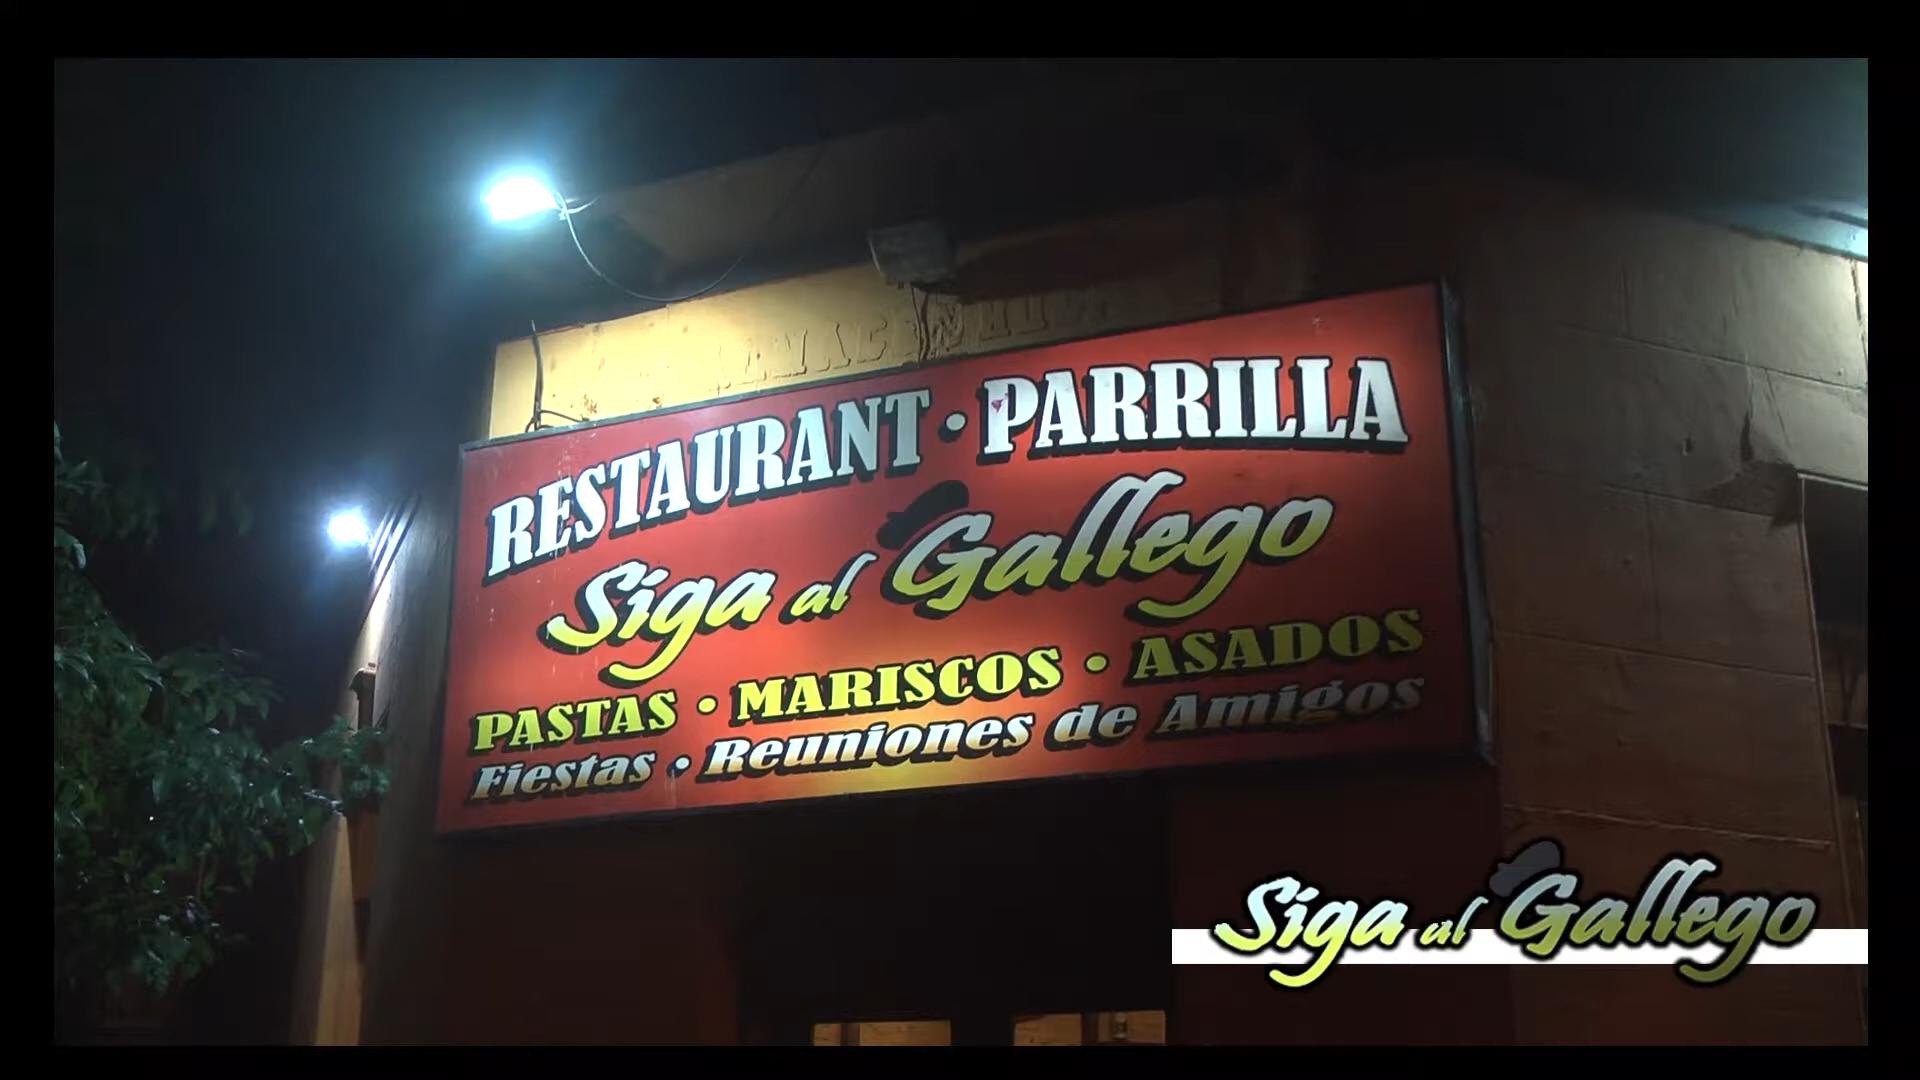 RESTAURANT · PARRILLA
Siga al Gallego
PASTAS · MARISCOS · ASADOS
Fiestas · Reuniones de Amigos
Siga al Gallego